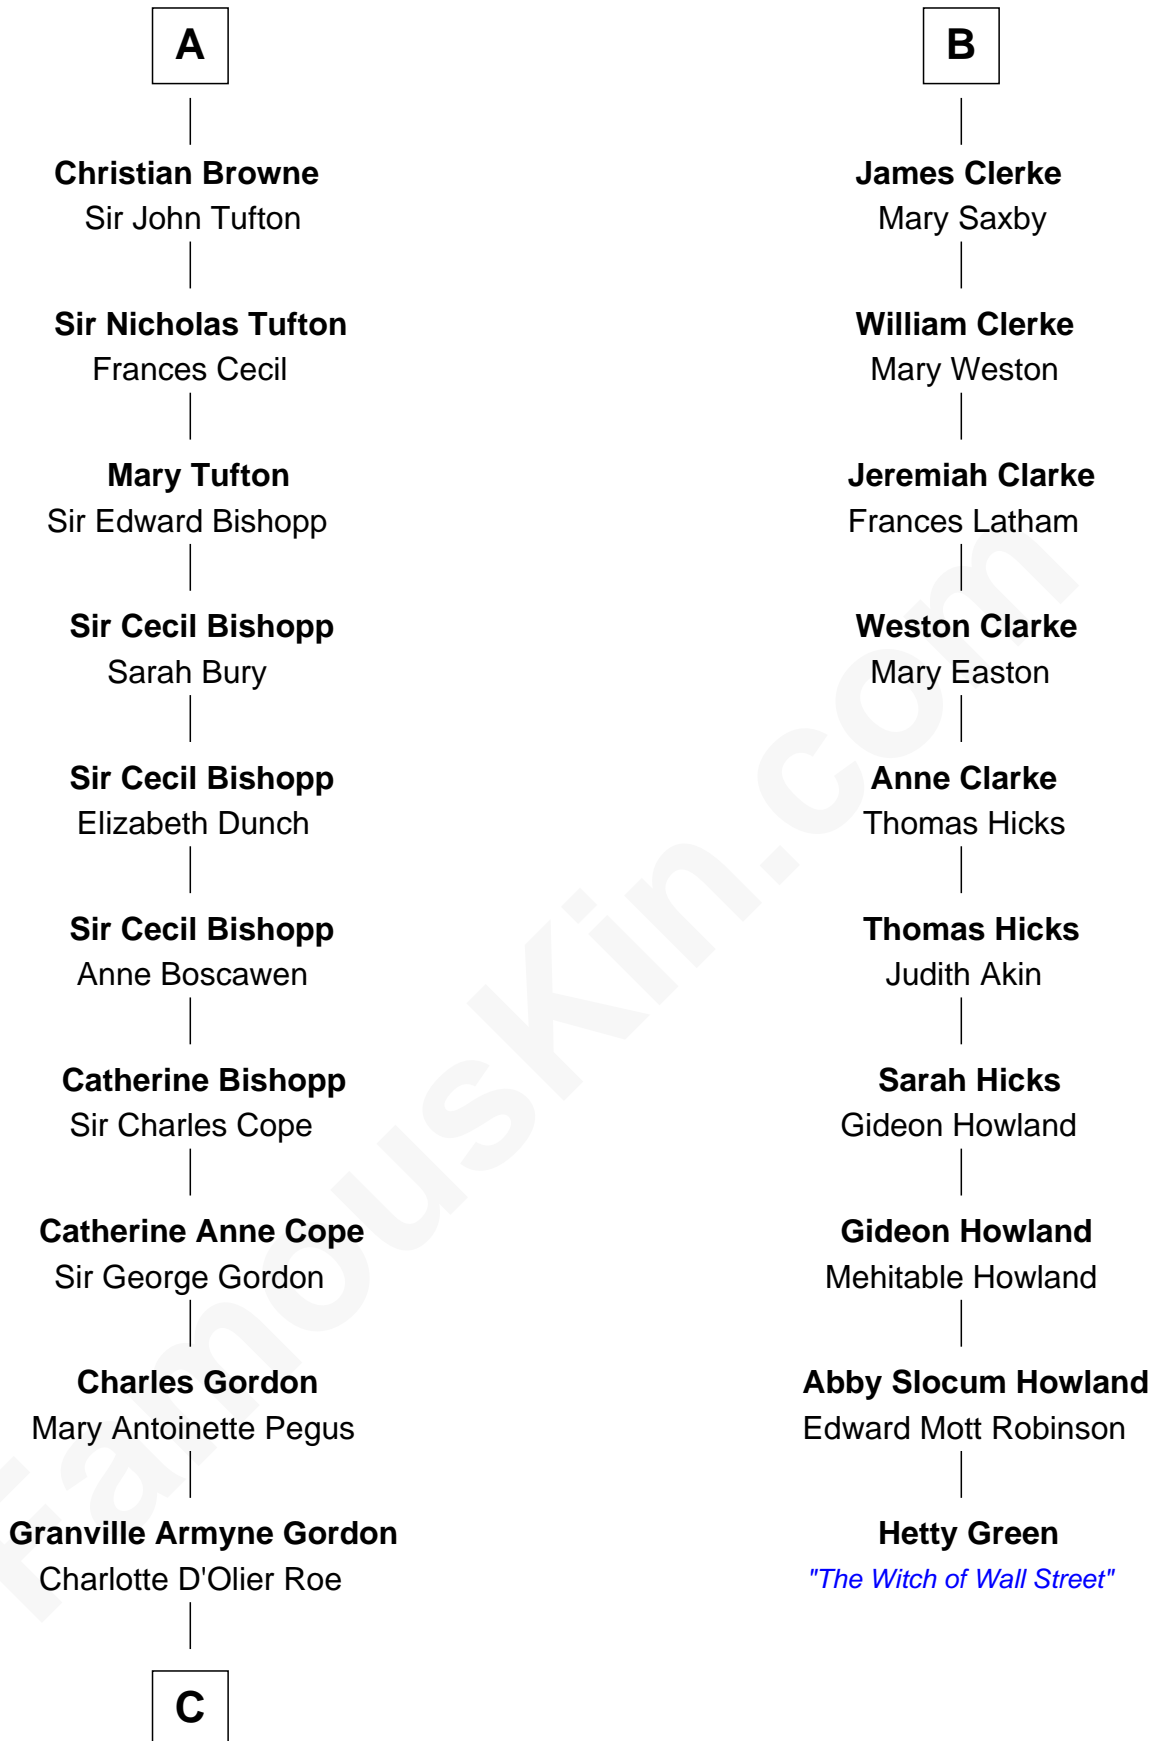 A
Christian Browne
Sir John Tufton
Sir Nicholas Tufton
Frances Cecil
Mary Tufton
Sir Edward Bishopp
Sir Cecil Bishopp
Sarah Bury
Sir Cecil Bishopp
Elizabeth Dunch
Sir Cecil Bishopp
Anne Boscawen
Catherine Bishopp
Sir Charles Cope
Catherine Anne Cope
Sir George Gordon
Charles Gordon
Mary Antoinette Pegus
Granville Armyne Gordon
Charlotte D'Olier Roe
C
B
James Clerke
Mary Saxby
William Clerke
Mary Weston
Jeremiah Clarke
Frances Latham
Weston Clarke
Mary Easton
Anne Clarke
Thomas Hicks
Thomas Hicks
Judith Akin
Sarah Hicks
Gideon Howland
Gideon Howland
Mehitable Howland
Abby Slocum Howland
Edward Mott Robinson
Hetty Green
"The Witch of Wall Street"
FamousKin.com